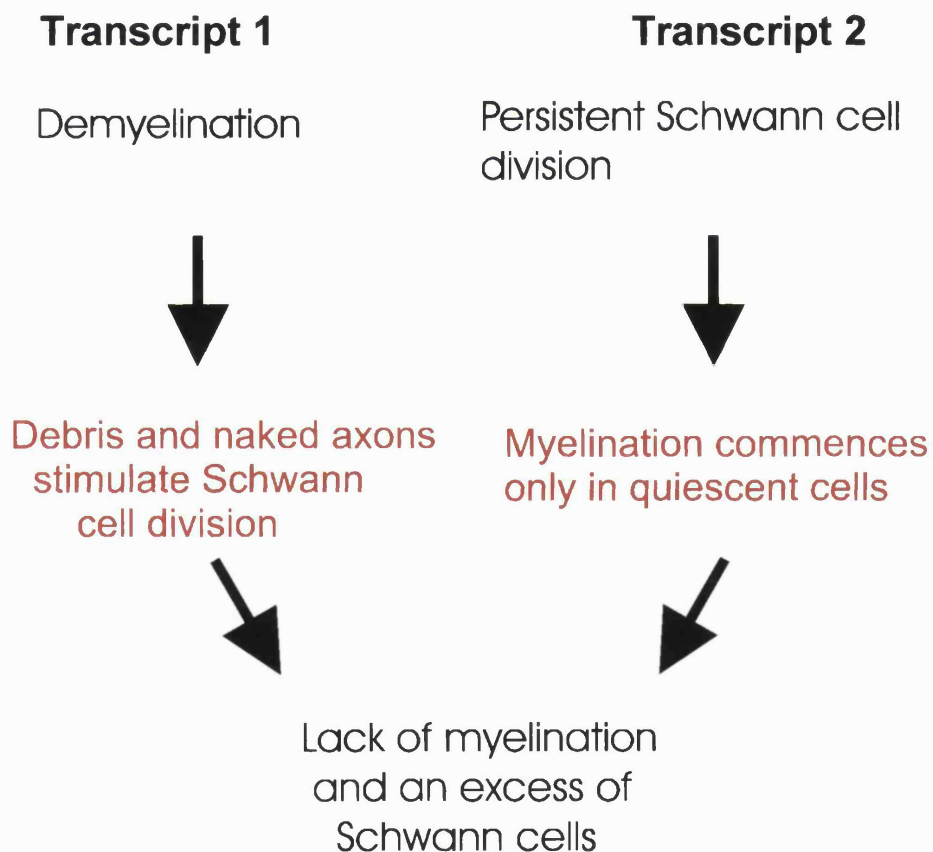 Transcript 1
Transcript 2
Demyelination
Persistent Schwann cell
division
Debris and naked axons
stimulate Schwann
cell division
Myelination commences
only in quiescent cells
Lack of myelination
and an excess of
Schwann cells